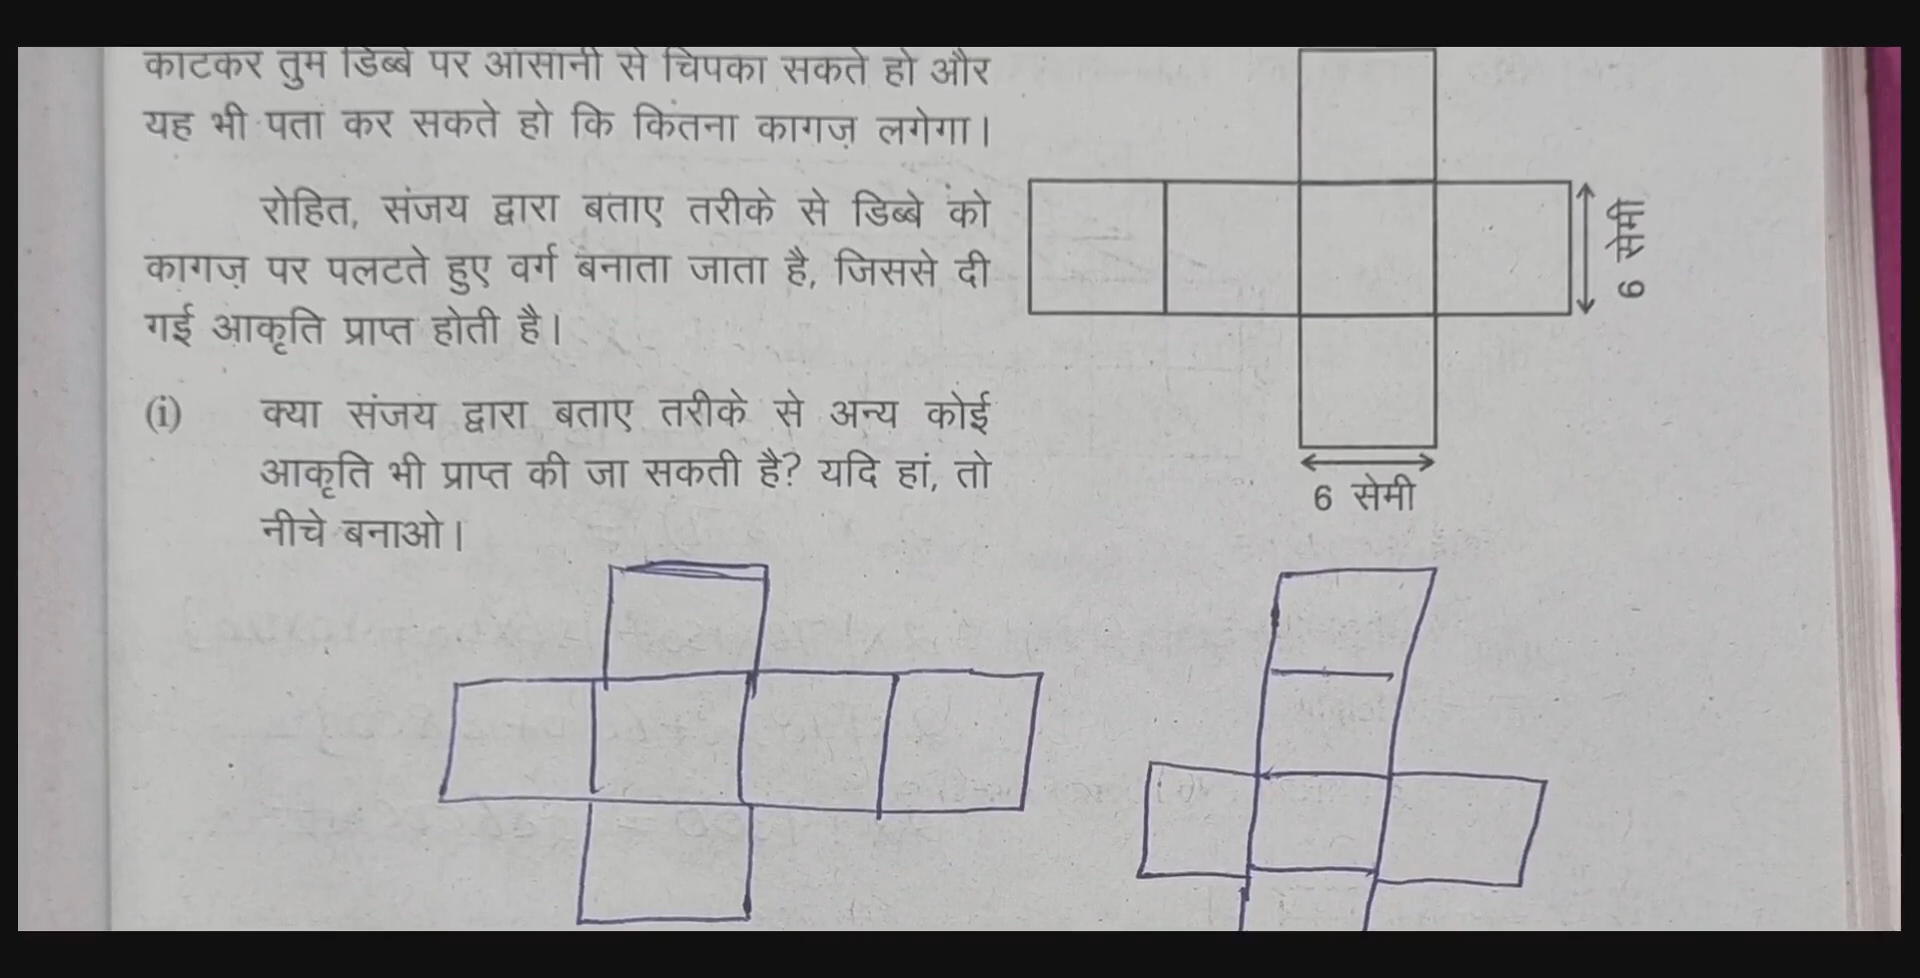 काटकर तुम डिब्बे पर आसानी से चिपका सकते हो और
यह भी पता कर सकते हो कि कितना कागज़ लगेगा।
रोहित, संजय द्वारा बताए तरीके से डिब्बे को
कागज़ पर पलटते हुए वर्ग बनाता जाता है, जिससे दी
गई आकृति प्राप्त होती है।
(i) क्या संजय द्वारा बताए तरीके से अन्य कोई
आकृति भी प्राप्त की जा सकती है? यदि हां, तो
नीचे बनाओ।
6 सेमी
6 सेमी